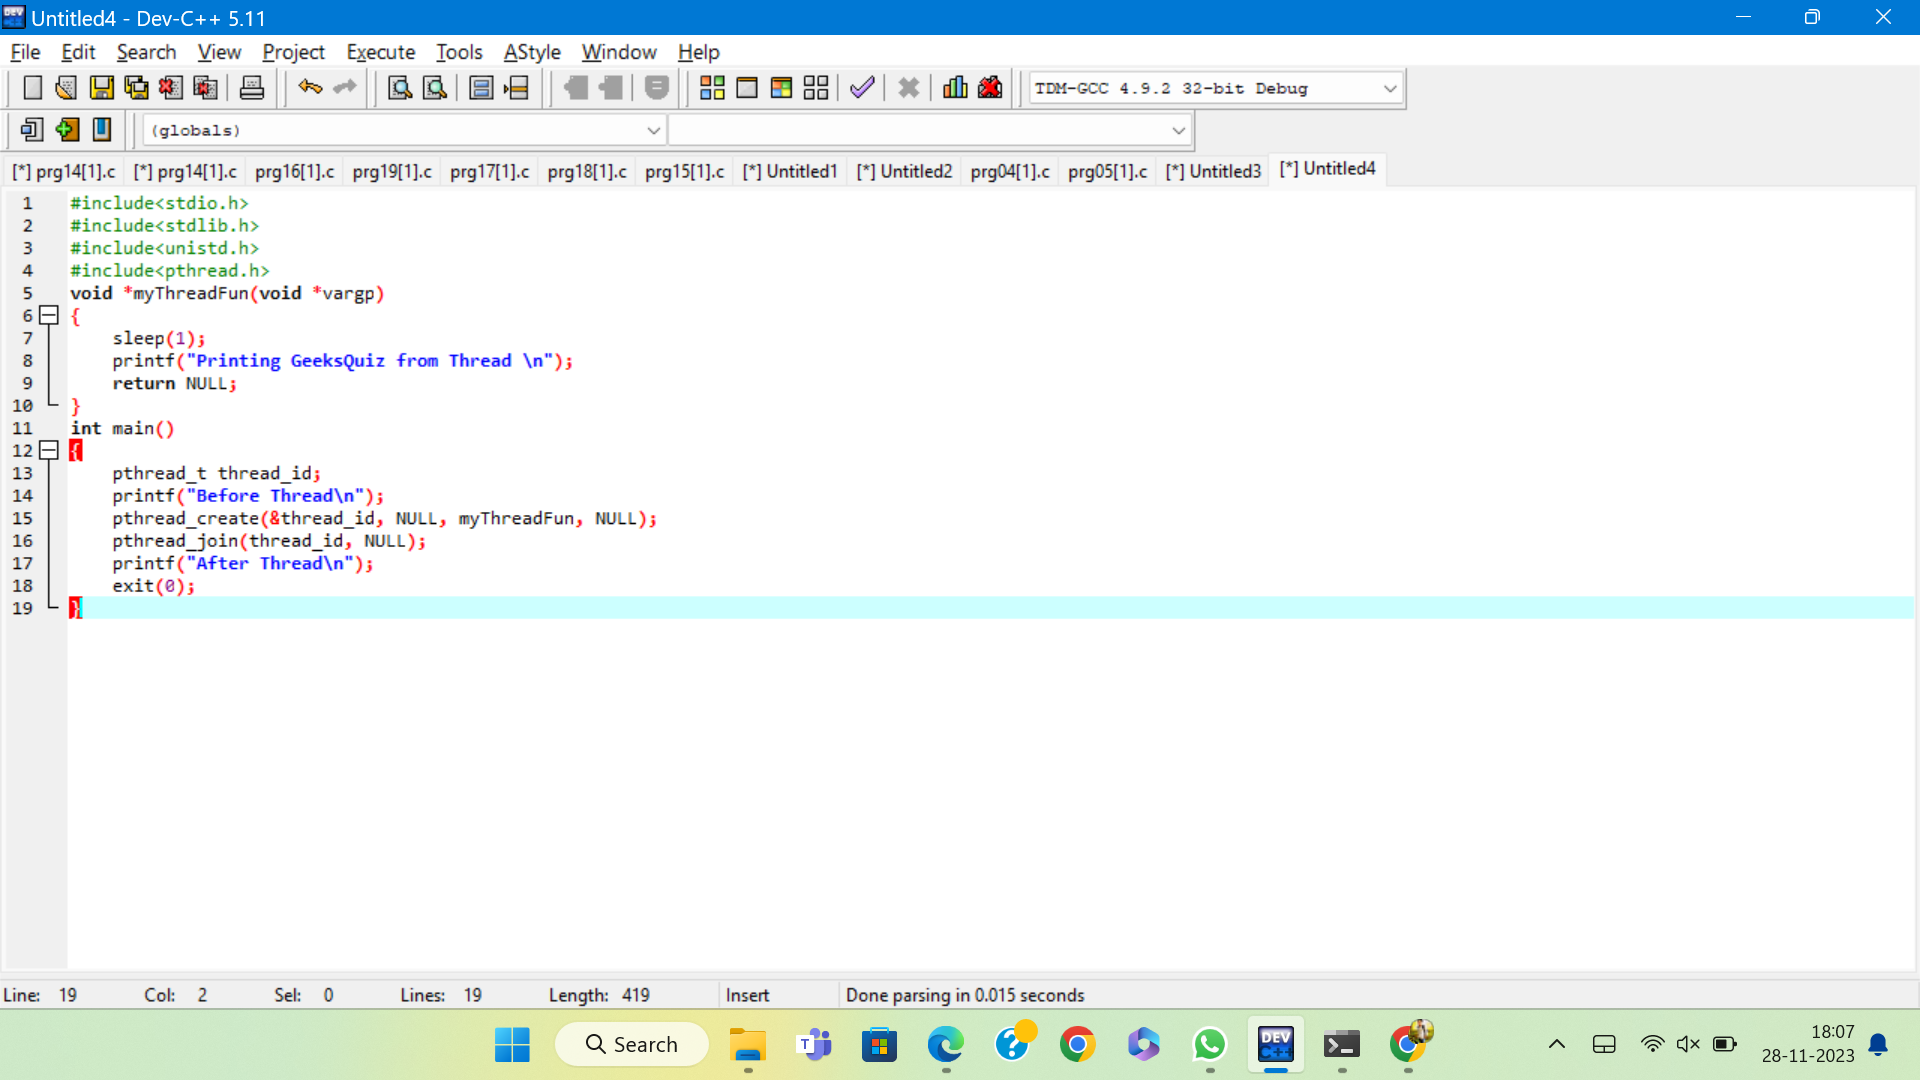 Untitled4 - Dev-C++ 5.11
File Edit Search View Project Execute Tools AStyle Window Help
TDM-GCC 4.9.2 32-bit Debug
(globals)
[*] prg14[1].c [*] prg14[1].c prg16[1].c prg19[1].c prg17[1].c prg18[1].c prg15[1].c [*] Untitled1 [*] Untitled2 prg04[1].c prg05[1].c [*] Untitled3 [*] Untitled4
1 #include<stdio.h>
2 #include<stdlib.h>
3 #include<unistd.h>
4 #include<pthread.h>
5 void *myThreadFun(void *vargp)
6 {
7 sleep(1);
8 printf("Printing GeeksQuiz from Thread \n");
9 return NULL;
10 }
11 int main()
12 {
13 pthread_t thread_id;
14 printf("Before Thread\n");
15 pthread_create(&thread_id, NULL, myThreadFun, NULL);
16 pthread_join(thread_id, NULL);
17 printf("After Thread\n");
18 exit(0);
19 }
Line: 19 Col: 2 Sel: 0 Lines: 19 Length: 419 Insert Done parsing in 0.015 seconds
Search
DEV C++
18:07
28-11-2023